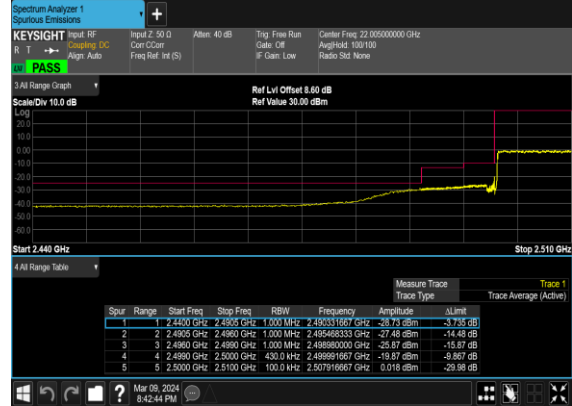 Spectrum Analyzer 1
Spurious Emissions
KEYSIGHT Input: RF Input Z: 50 Ω Atten: 40 dB Trig: Free Run Center Freq: 22.005000000 GHz
R T Coupling: DC Corr CCorr Gate: Off Avg|Hold: 100/100
Align: Auto Freq Ref: Int (S) IF Gain: Low Radio Std: None
PASS
3 All Range Graph
Ref Lvl Offset 8.60 dB
Scale/Div 10.0 dB Ref Value 30.00 dBm
Log
20.0
10.0
0.00
-10.0
-20.0
-30.0
-40.0
-50.0
-60.0
Start 2.440 GHz Stop 2.510 GHz
4 All Range Table
Measure Trace Trace 1
Trace Type Trace Average (Active)
Spur Range Start Freq Stop Freq RBW Frequency Amplitude ΔLimit
1 1 2.4400 GHz 2.4905 GHz 1.000 MHz 2.490331667 GHz -28.73 dBm -3.735 dB
2 2 2.4905 GHz 2.4960 GHz 1.000 MHz 2.495468333 GHz -27.48 dBm -14.48 dB
3 3 2.4960 GHz 2.4990 GHz 1.000 MHz 2.498980000 GHz -25.87 dBm -15.87 dB
4 4 2.4990 GHz 2.5000 GHz 430.0 kHz 2.499991667 GHz -19.87 dBm -9.867 dB
5 5 2.5000 GHz 2.5100 GHz 100.0 kHz 2.507916667 GHz 0.018 dBm -29.98 dB
Mar 09, 2024
8:42:44 PM